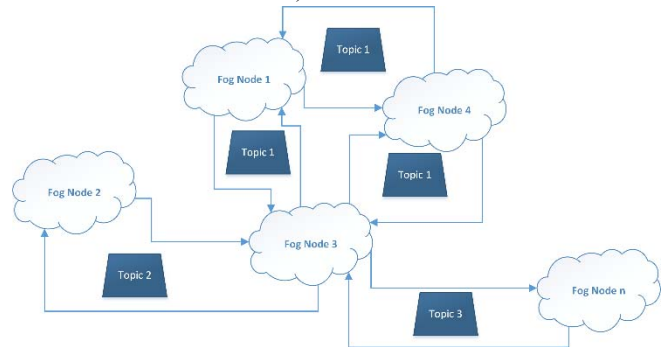 Topic 1
Fog Node 1
Fog Node 4
Topic 1
Topic 1
Fog Node 2
Fog Node 3
Topic 2
Fog Node n
Topic 3